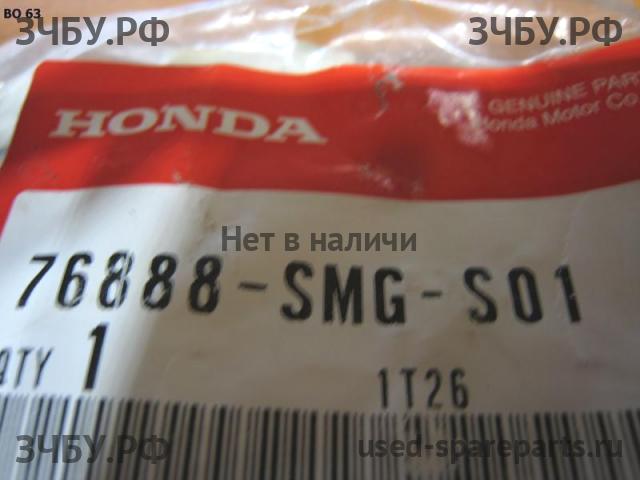 BO 63
ЗЧБУ.РФ
ЗЧБУ.РФ
HONDA
GENUINE PAR
Honda Motor Co
Нет в наличи
76888-SMG-S01
QTY 1
1T26
ЗЧБУ.РФ
used-spareparts.ru